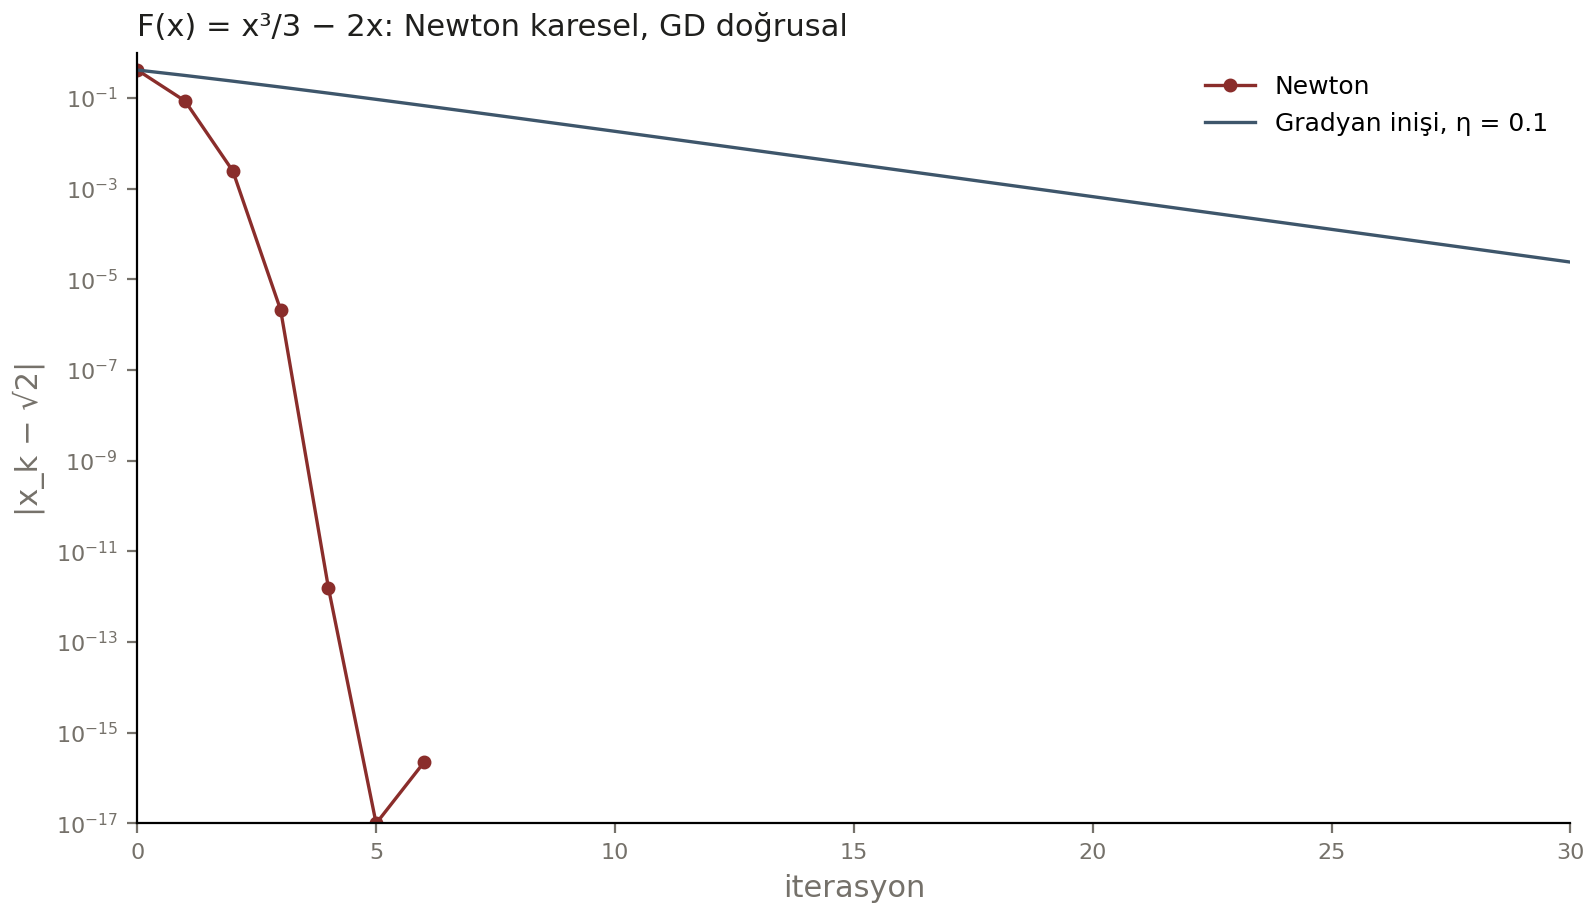 F(x) = x³/3 − 2x: Newton karesel, GD doğrusal
Newton
Gradyan inişi, η = 0.1
|x_k − √2|
10⁻¹
10⁻³
10⁻⁵
10⁻⁷
10⁻⁹
10⁻¹¹
10⁻¹³
10⁻¹⁵
10⁻¹⁷
0 5 10 15 20 25 30
iterasyon